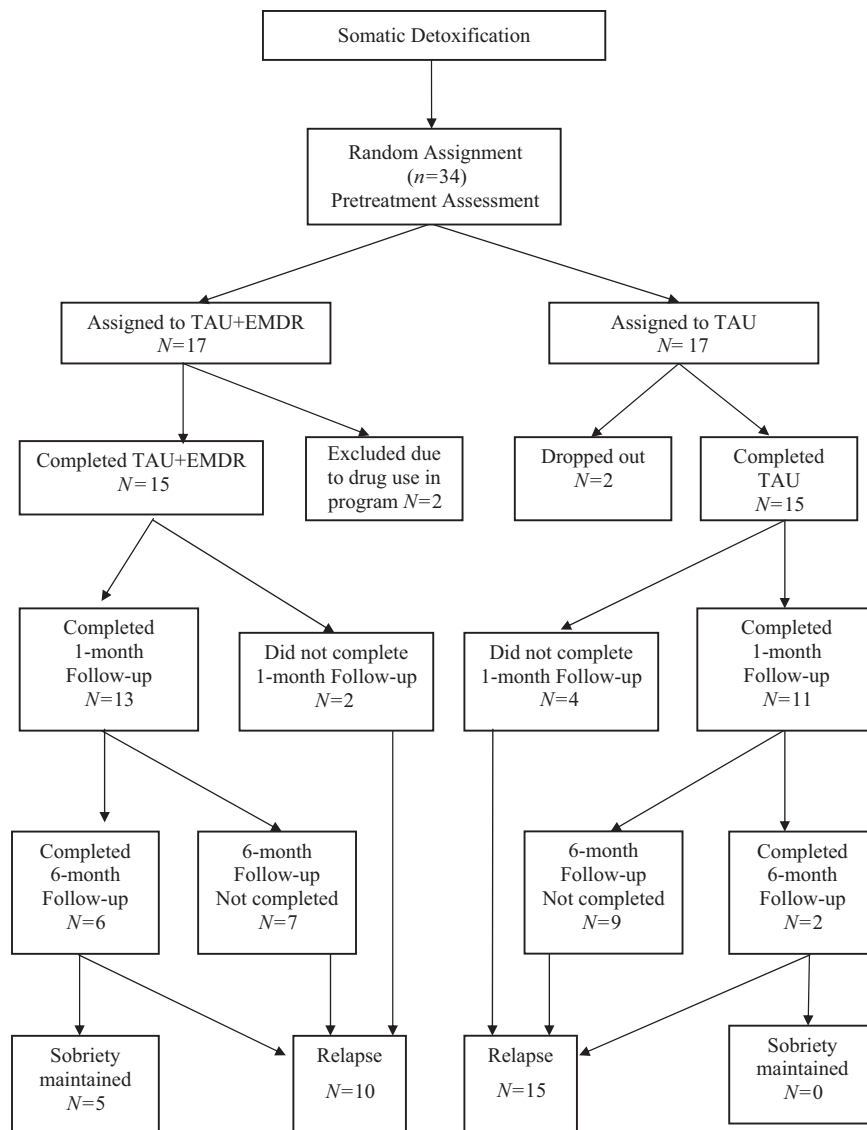 Somatic Detoxification
Random Assignment
(n=34)
Pretreatment Assessment
Assigned to TAU+EMDR
N=17
Assigned to TAU
N= 17
Completed TAU+EMDR
N=15
Excluded due
to drug use in
program N=2
Dropped out
N=2
Completed
TAU
N=15
Completed
1-month
Follow-up
N=13
Did not complete
1-month Follow-up
N=2
Did not complete
1-month Follow-up
N=4
Completed
1-month
Follow-up
N=11
Completed
6-month
Follow-up
N=6
6-month
Follow-up
Not completed
N=7
6-month
Follow-up
Not completed
N=9
Completed
6-month
Follow-up
N=2
Sobriety
maintained
N=5
Relapse
N=10
Relapse
N=15
Sobriety
maintained
N=0